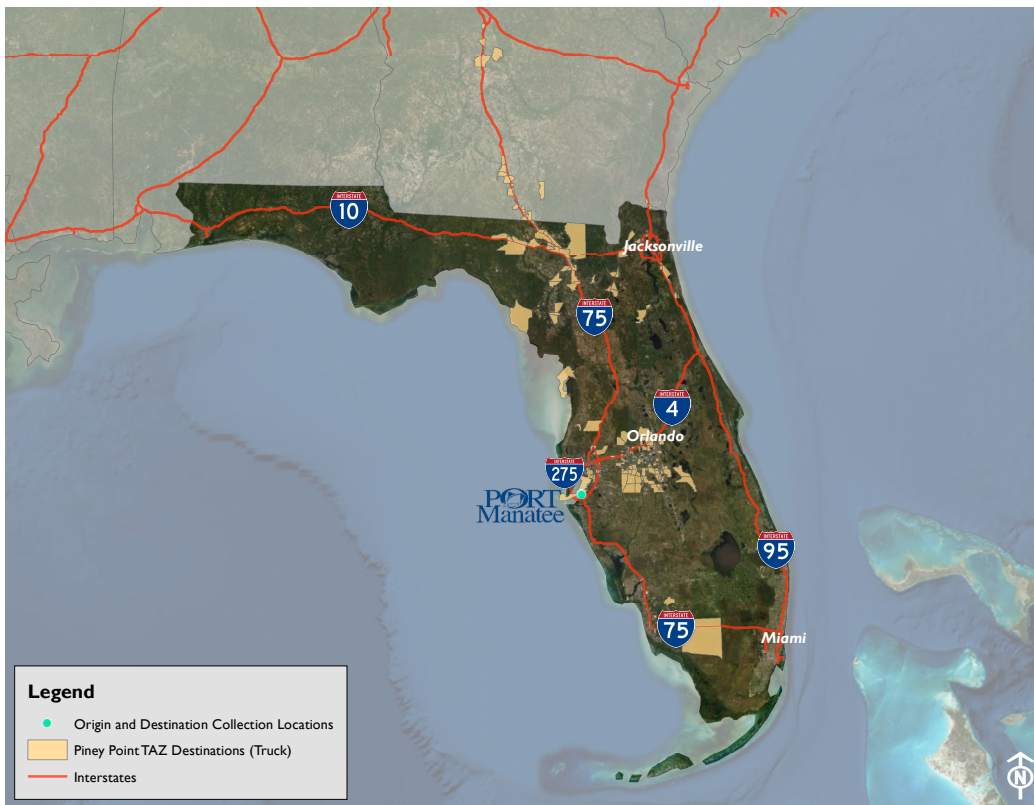 INTERSTATE
10
Jacksonville
INTERSTATE
75
INTERSTATE
4
Orlando
INTERSTATE
275
PORT
Manatee
INTERSTATE
95
INTERSTATE
75
Miami
Legend
Origin and Destination Collection Locations
Piney Point TAZ Destinations (Truck)
Interstates
N